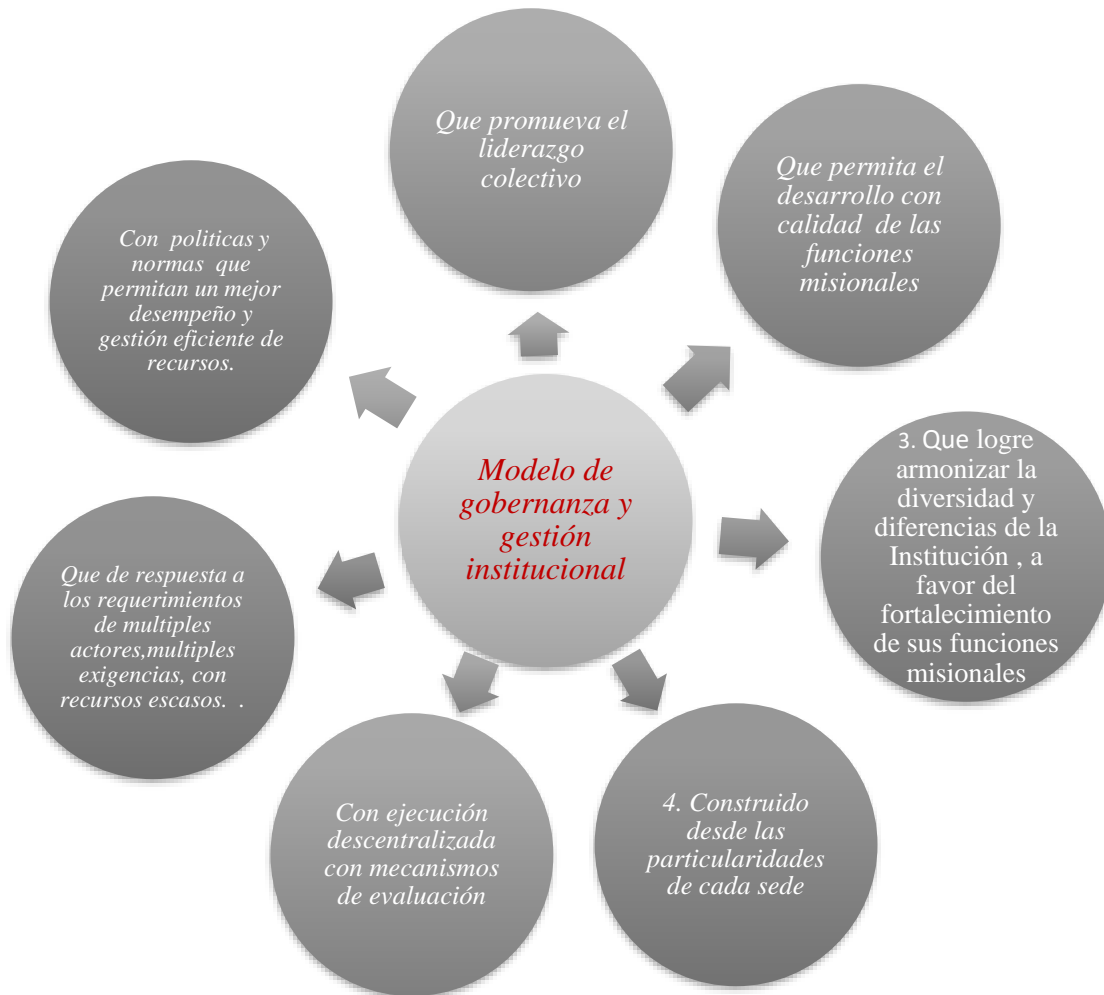 Que promueva el
liderazgo
colectivo
Que permita el
desarrollo con
calidad de las
funciones
misionales
3. Que logre
armonizar la
diversidad y
diferencias de la
Institución , a
favor del
fortalecimiento
de sus funciones
misionales
4. Construido
desde las
particularidades
de cada sede
Con ejecución
descentralizada
con mecanismos
de evaluación
Que de respuesta a
los requerimientos
de multiples
actores,multiples
exigencias, con
recursos escasos. .
Con politicas y
normas que
permitan un mejor
desempeño y
gestión eficiente de
recursos.
Modelo de
gobernanza y
gestión
institucional